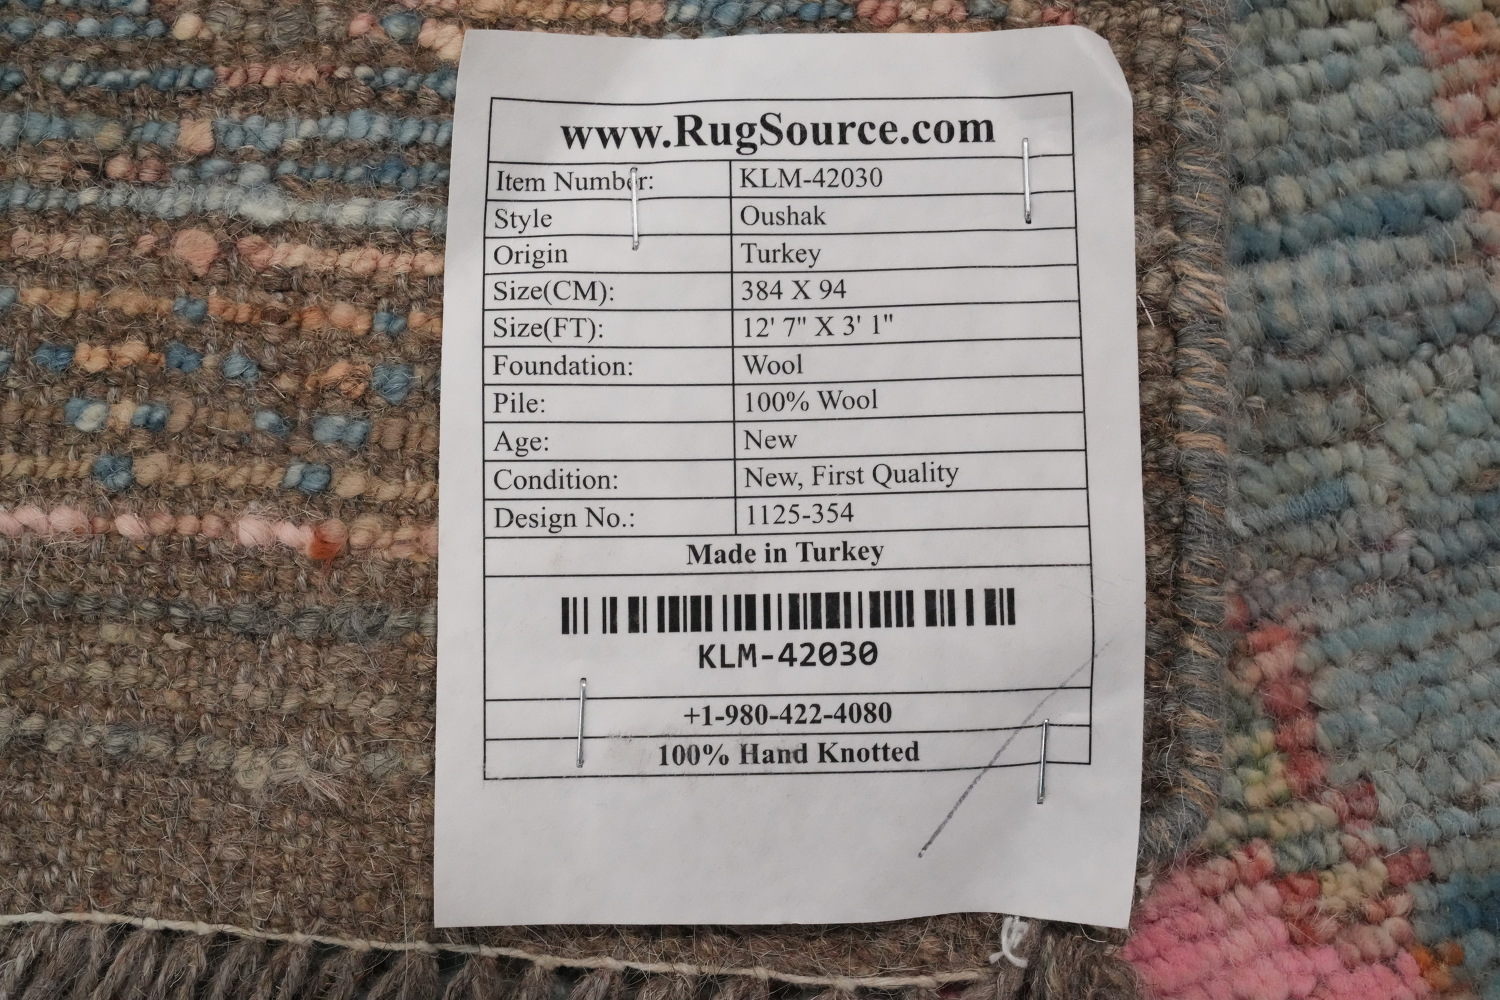 www.RugSource.com
Item Number: KLM-42030
Style Oushak
Origin Turkey
Size(CM): 384 X 94
Size(FT): 12' 7" X 3' 1"
Foundation: Wool
Pile: 100% Wool
Age: New
Condition: New, First Quality
Design No.: 1125-354
Made in Turkey
KLM-42030
+1-980-422-4080
100% Hand Knotted